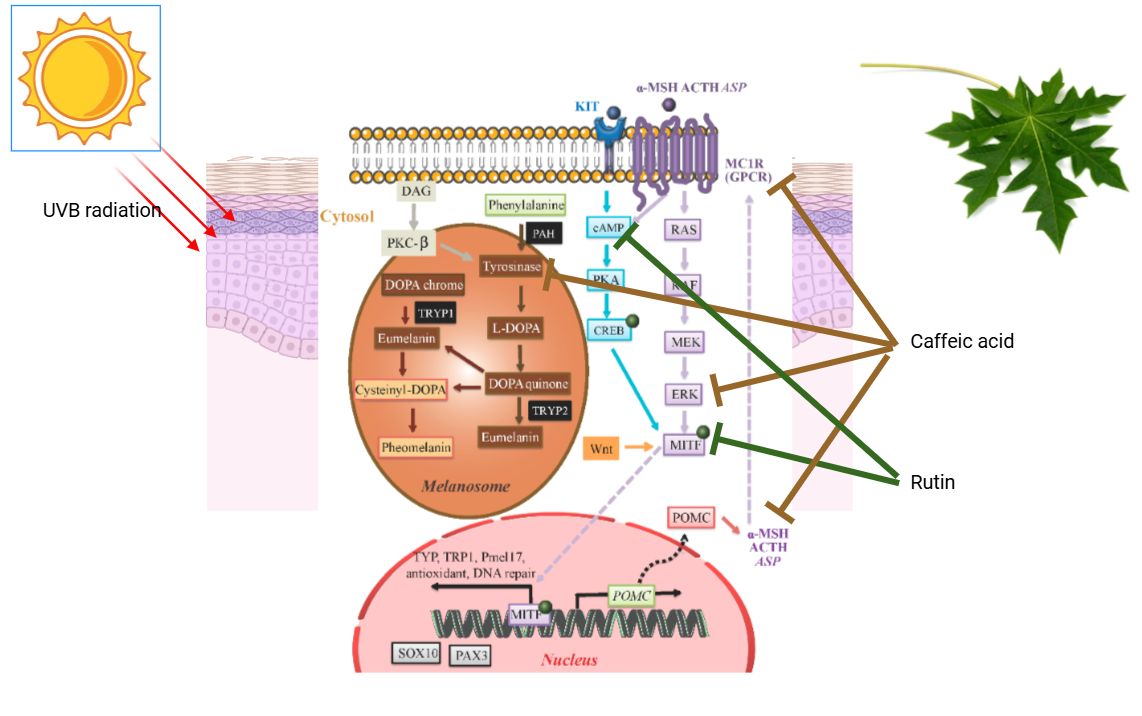 α-MSH ACTH ASP
KIT
MC1R
(GPCR)
UVB radiation
Cytosol
DAG
Phenylalanine
PAH
cAMP
RAS
PKC-β
Tyrosinase
PKA
RAF
DOPA chrome
TRYP1
L-DOPA
CREB
Eumelanin
MEK
Caffeic acid
Cysteinyl-DOPA
DOPA quinone
ERK
TRYP2
Eumelanin
Pheomelanin
Wnt
MITF
Melanosome
Rutin
POMC
α-MSH
ACTH
ASP
TYP, TRP1, Pmel17,
antioxidant, DNA repair
POMC
MITF
SOX10
PAX3
Nucleus